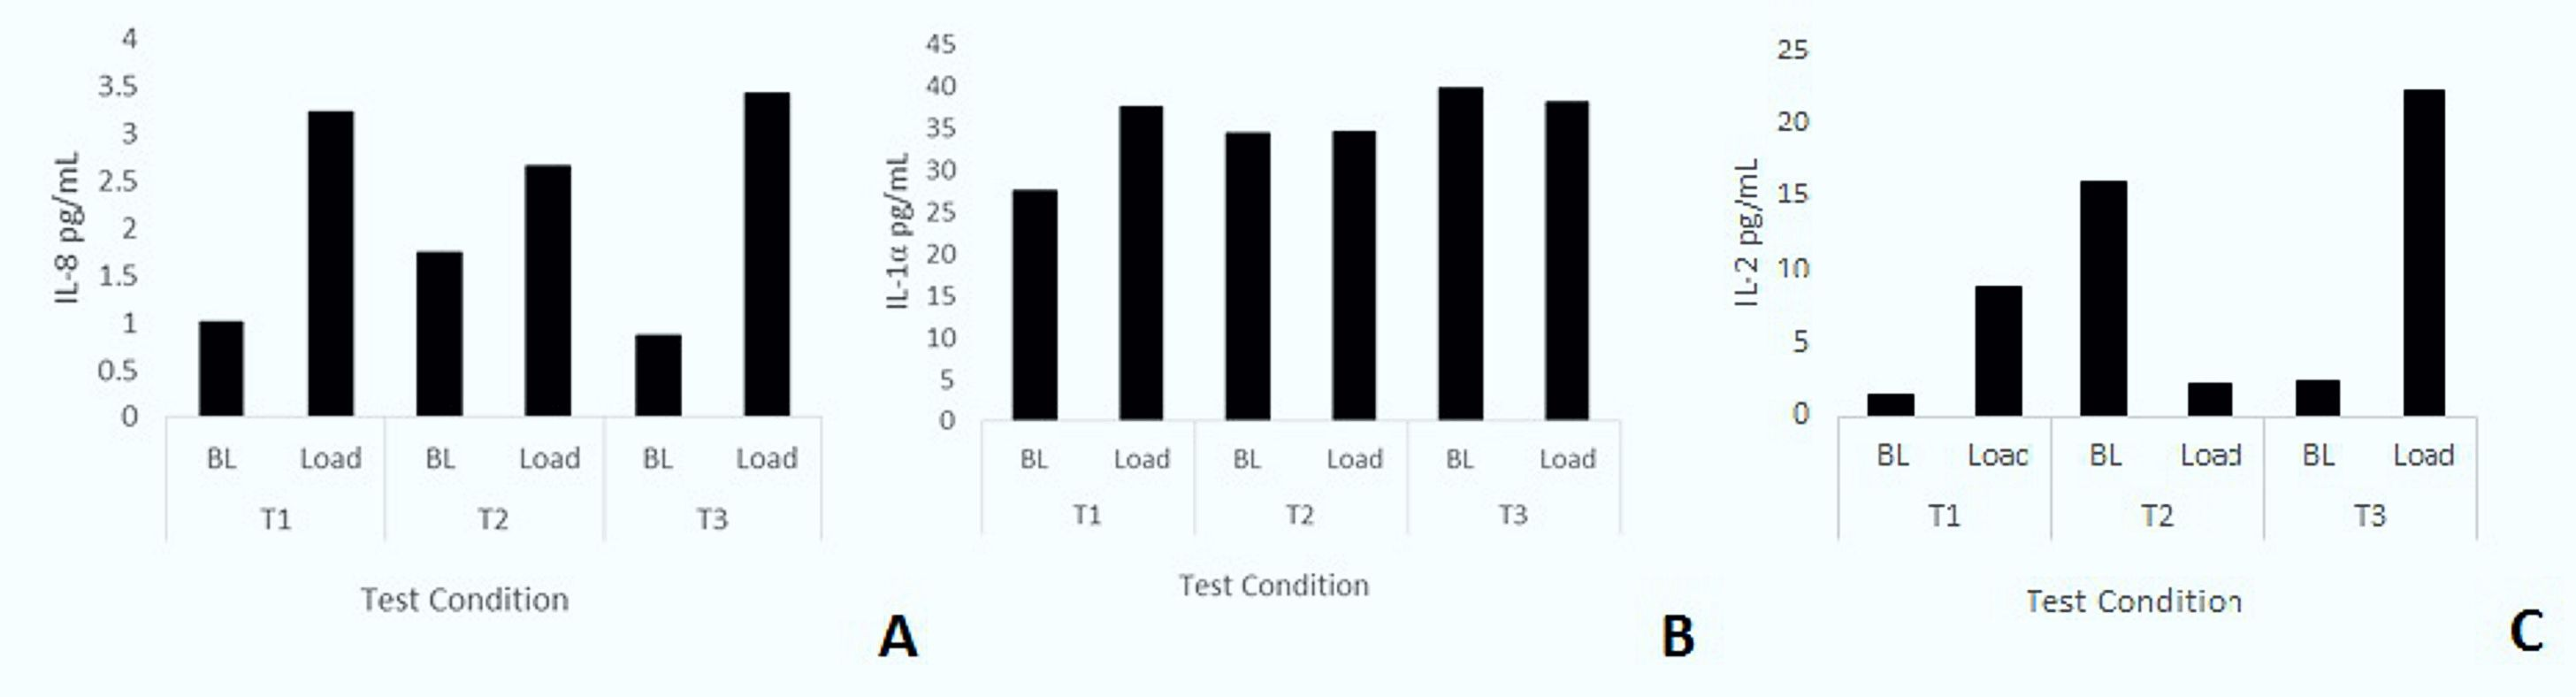 4
3.5
3
2.5
2
1.5
1
0.5
0
IL-8 pg/mL
BL Load BL Load BL Load
T1 T2 T3
Test Condition
A
45
40
35
30
25
20
15
10
5
0
IL-1α pg/mL
BL Load BL Load BL Load
T1 T2 T3
Test Condition
B
25
20
15
10
5
0
IL-2 pg/mL
BL Load BL Load BL Load
T1 T2 T3
Test Condition
C